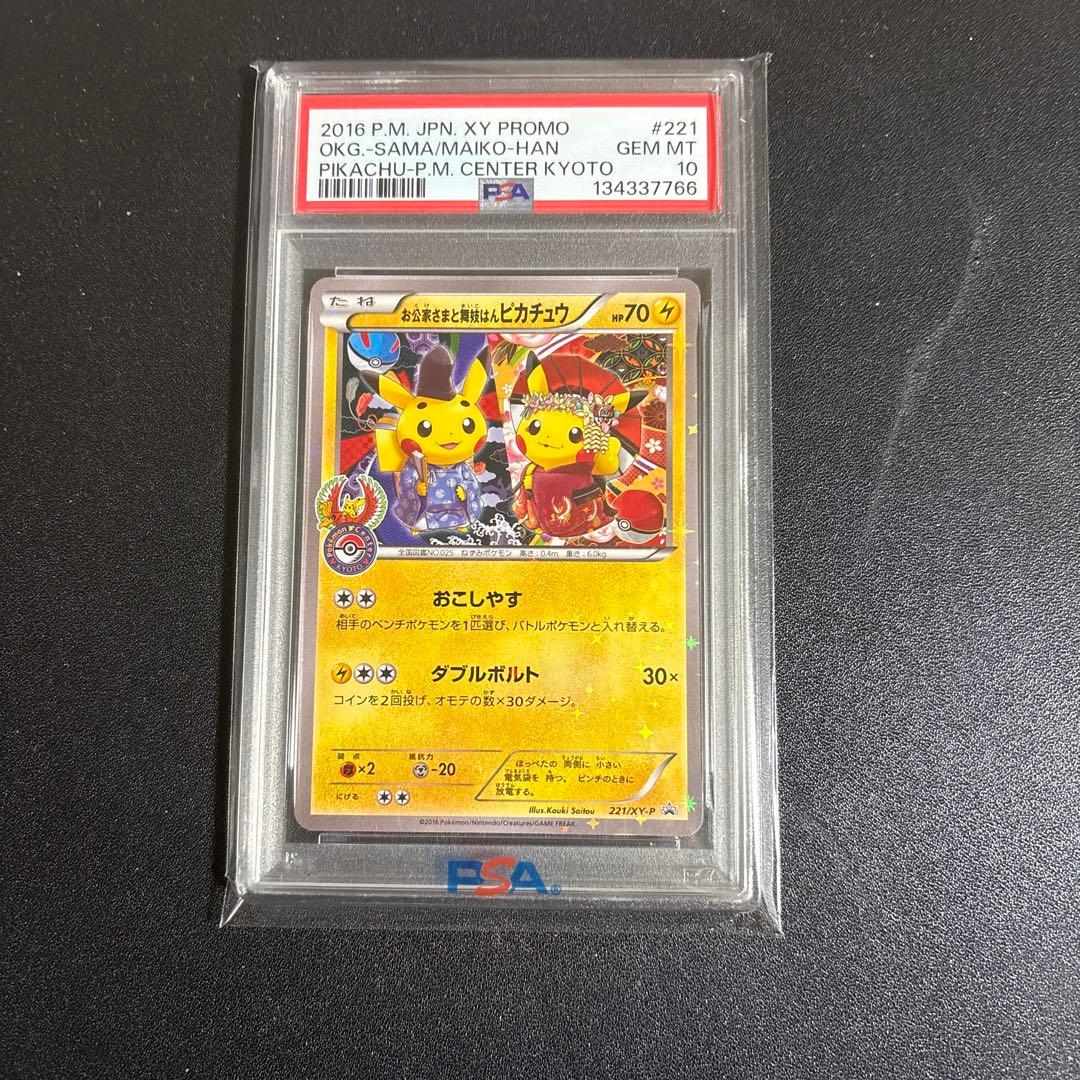 2016 P.M. JPN. XY PROMO #221
OKG.-SAMA/MAIKO-HAN GEM MT
PIKACHU-P.M. CENTER KYOTO 10
PSA 134337766
たね お公家さまと舞妓はんピカチュウ HP70
Pokémon Center
KYOTO
全国図鑑NO.025 ねずみポケモン 高さ:0.4m 重さ:6.0kg
おこしやす
相手のベンチポケモンを1匹選び、バトルポケモンと入れ替える。
ダブルボルト 30×
コインを2回投げ、オモテの数×30ダメージ。
弱点 抵抗力
×2 -20
にげる
ほっぺたの 両側に 小さい
電気袋を 持つ。 ピンチのときに
放電する。
Illus.Kouki Saitou 221/XY-P
©2016 Pokémon/Nintendo/Creatures/GAME FREAK.
PSA